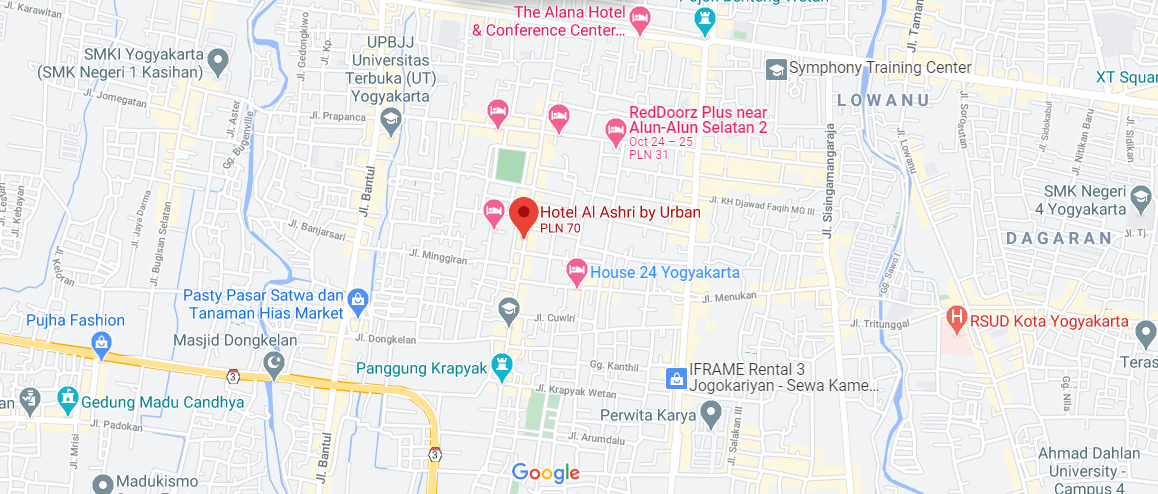 Jl. Karawitan
The Alana Hotel
& Conference Center...
Jl. Taman
SMKI Yogyakarta
(SMK Negeri 1 Kasihan)
Jl. Gedongkiwo
UPBJJ
Universitas
Terbuka (UT)
Yogyakarta
Symphony Training Center
XT Squar
LOWANU
Jl. Jomegatan
Jl. Aster
Gg. Bugenville
Jl. Prapanca
RedDoorz Plus near
Alun-Alun Selatan 2
Oct 24 – 25
PLN 31
Jl. Sisingamangaraja
Jl. Lowanu
Jl. Sorogutan
Jl. Sidokabul
Jl. Nitikan Baru
Jl. Sidikan
Jl. Kebayan
Jl. Jaya Darma
Jl. Bugisan Selatan
Jl. Bantul
Jl. Banjarsari
Hotel Al Ashri by Urban
PLN 70
Jl. KH Djawad Faqih MG III
SMK Negeri
4 Yogyakarta
DAGARAN
Jl. Tj.
Jl. Keloran
Jl. Minggiran
House 24 Yogyakarta
Gg. Sawo I
Pasty Pasar Satwa dan
Tanaman Hias Market
Jl. Menukan
Pujha Fashion
Masjid Dongkelan
Jl. Dongkelan
Jl. Cuwiri
Jl. Tritunggal
RSUD Kota Yogyakarta
Teras
Panggung Krapyak
Gg. Kanthil
IFRAME Rental 3
Jogokariyan - Sewa Kame...
3
Jl. Krapyak Wetan
Gg. Nila
Gedung Madu Candhya
Perwita Karya
Jl. Salakan III
Jl. Padokan
Jl. Mrisi
Jl. Bantul
3
Jl. Arumdalu
Ahmad Dahlan
University -
Campus 4
Madukismo
Google